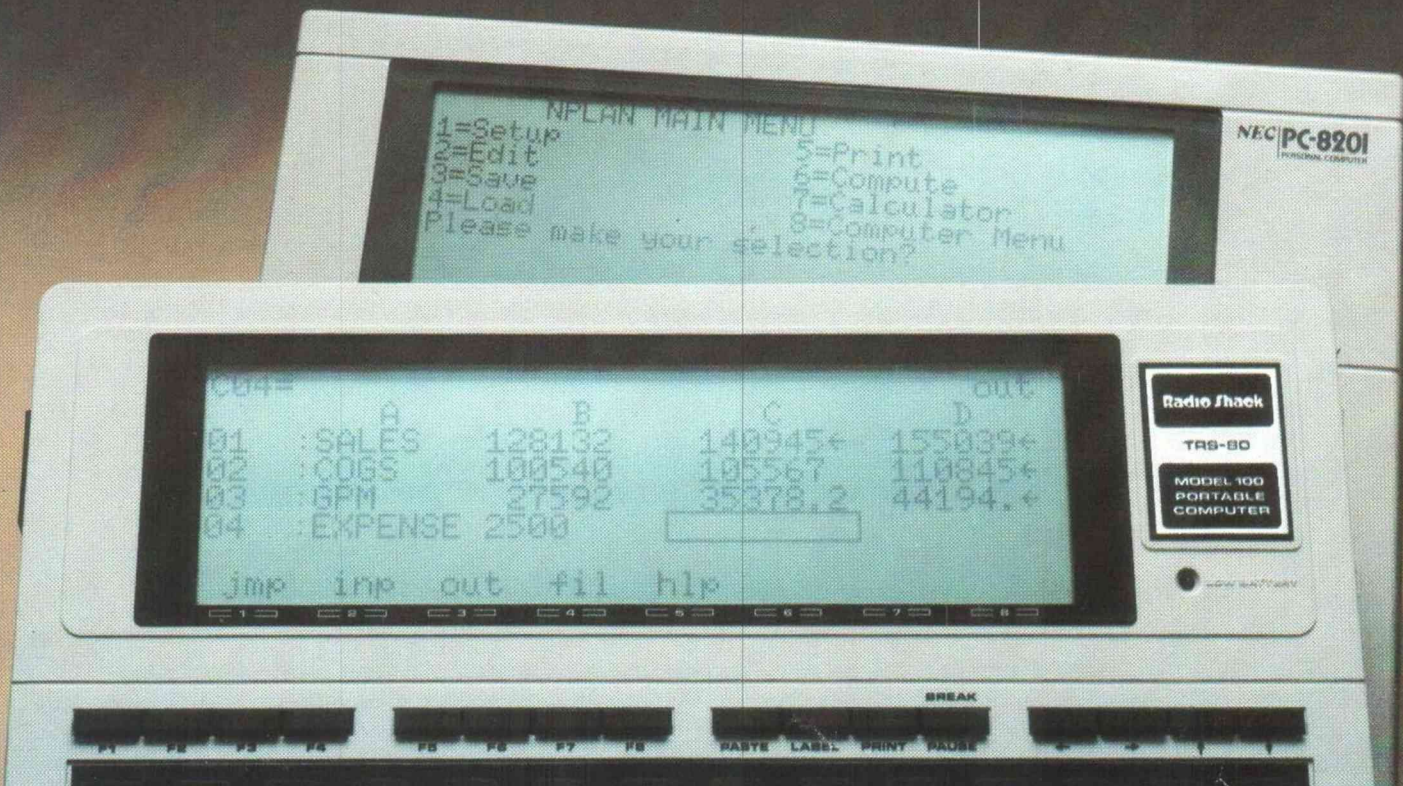 NPLAN MAIN MENU
1=Setup 5=Print
2=Edit 6=Compute
3=Save 7=Calculator
4=Load 8=Computer Menu
Please make your selection?
NEC PC-8201
PERSONAL COMPUTER
C04= out
A B C D
01 :SALES 128132 140945← 155039←
02 :COGS 100540 105567 110845←
03 :GPM 27592 35378.2 44194.←
04 :EXPENSE 2500
jmp inp out fil hlp
1 2 3 4 5 6 7 8
Radio Shack
TRS-80
MODEL 100
PORTABLE
COMPUTER
LOW BATTERY
BREAK
F1 F2 F3 F4 F5 F6 F7 F8 PASTE LABEL PRINT PAUSE ← → ↑ ↓